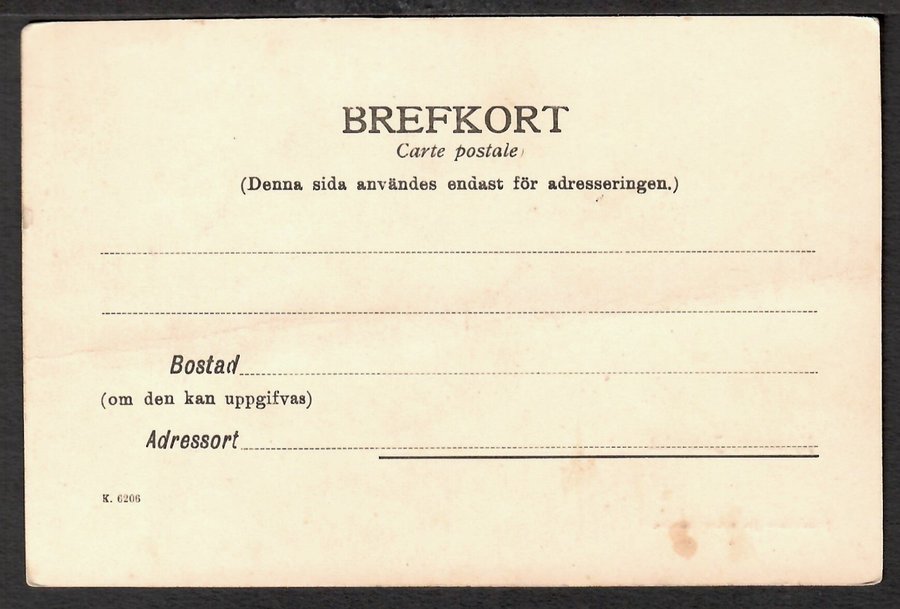 BREFKORT
Carte postale
(Denna sida användes endast för adresseringen.)
Bostad
(om den kan uppgifvas)
Adressort
K. 6206